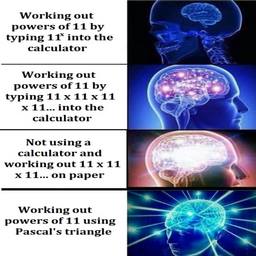 Working out
powers of 11 by
typing 11ˣ into the
calculator
Working out
powers of 11 by
typing 11 x 11 x 11
x 11... into the
calculator
Not using a
calculator and
working out 11 x 11
x 11... on paper
Working out
powers of 11 using
Pascal's triangle